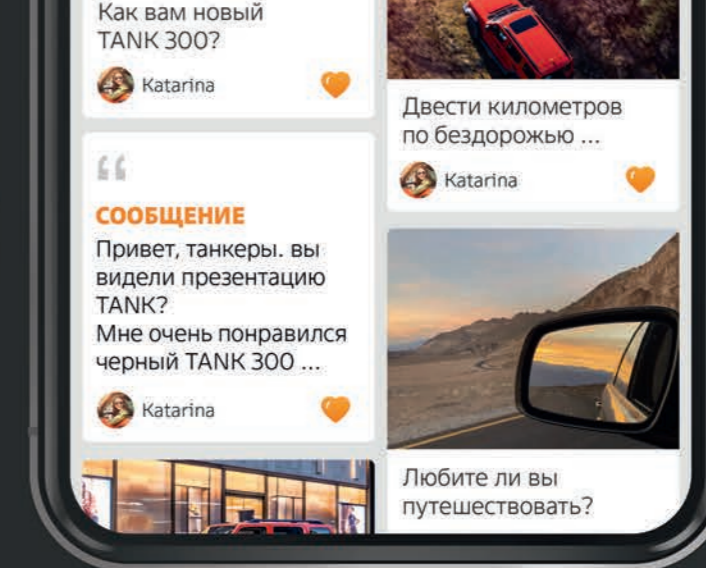 Как вам новый
TANK 300?
Katarina
“
СООБЩЕНИЕ
Привет, танкеры. вы
видели презентацию
TANK?
Мне очень понравился
черный TANK 300 ...
Katarina
Двести километров
по бездорожью ...
Katarina
Любите ли вы
путешествовать?